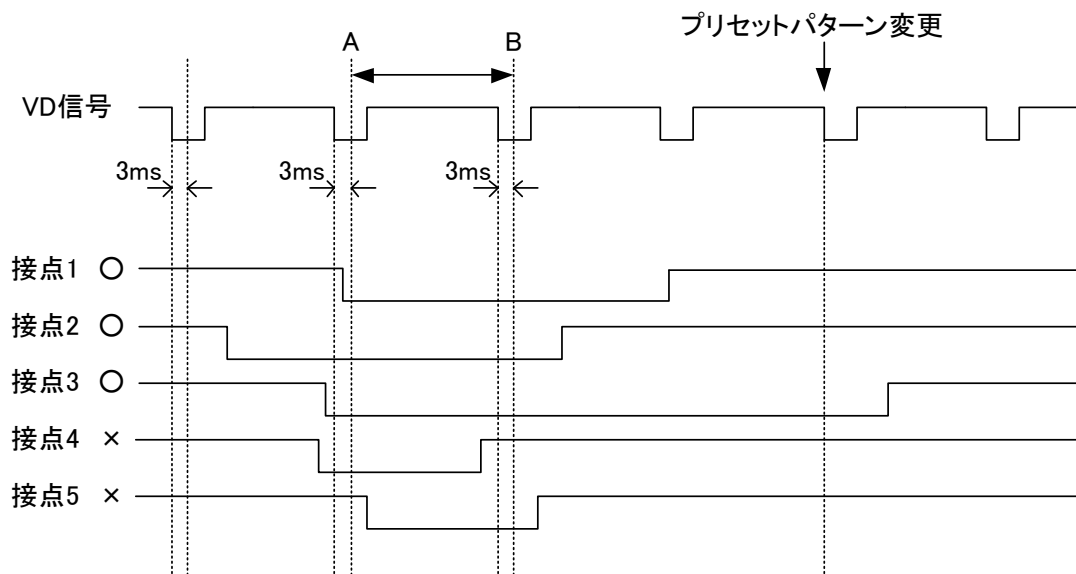 プリセットパターン変更
A
B
VD信号
3ms
3ms
3ms
接点1 ○
接点2 ○
接点3 ○
接点4 ×
接点5 ×